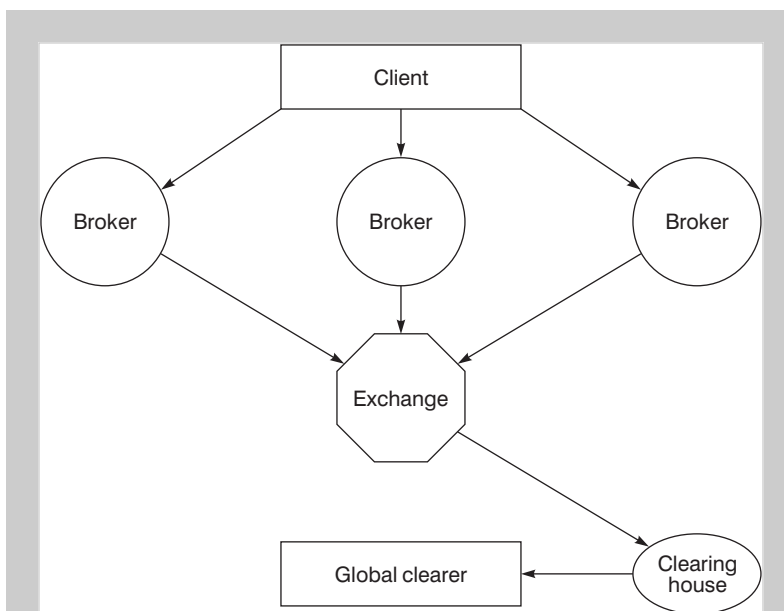 Client
Broker
Broker
Broker
Exchange
Global clearer
Clearing
house